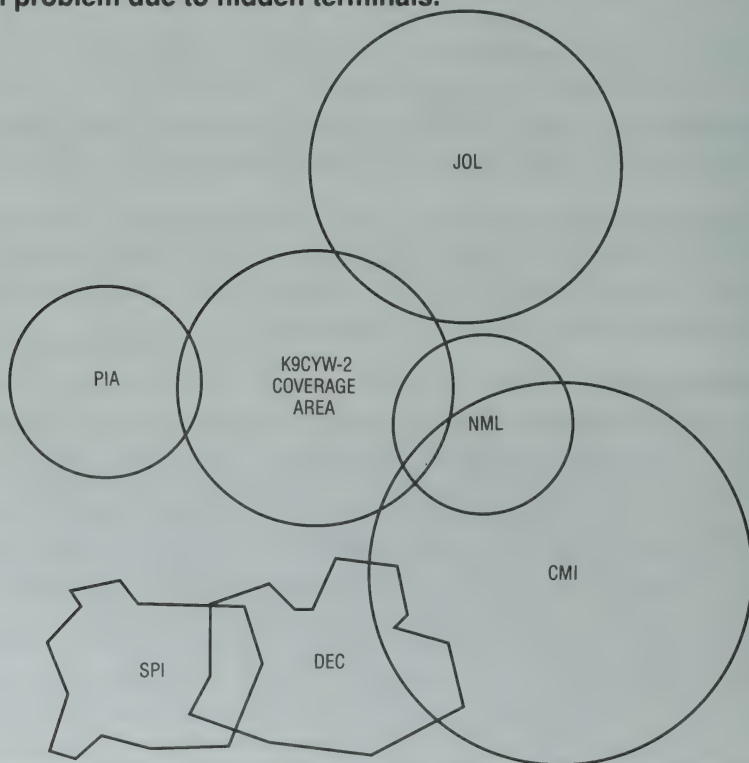 problem due to hidden terminals.
JOL
K9CYW-2
COVERAGE
AREA
PIA
NML
CMI
DEC
SPI